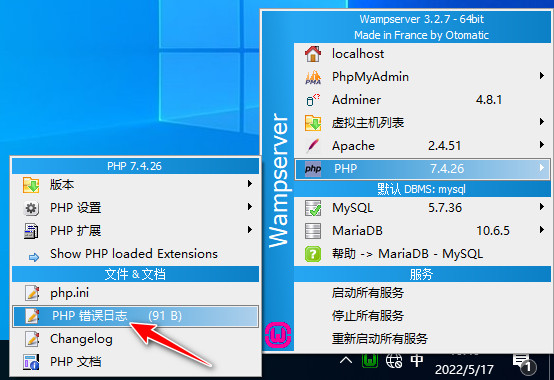 Wampserver 3.2.7 - 64bit
Made in France by Otomatic
Wampserver
localhost
PhpMyAdmin
Adminer 4.8.1
虚拟主机列表
Apache 2.4.51
php PHP 7.4.26
默认 DBMS: mysql
MySQL 5.7.36
MariaDB 10.6.5
帮助 -> MariaDB - MySQL
服务
启动所有服务
停止所有服务
重新启动所有服务
PHP 7.4.26
版本
PHP 设置
PHP 扩展
Show PHP loaded Extensions
文件&文档
php.ini
PHP 错误日志 (91 B)
Changelog
PHP 文档
中
2022/5/17
1